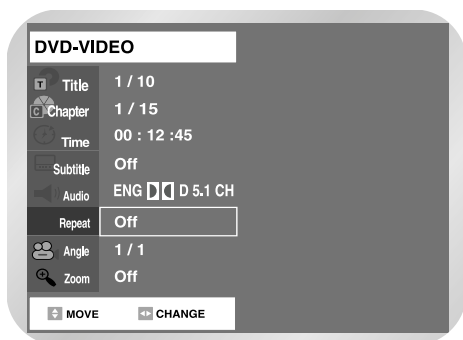 DVD-VIDEO
T Title 1 / 10
C Chapter 1 / 15
Time 00 : 12 :45
Subtitle Off
Audio ENG D 5.1 CH
Repeat Off
Angle 1 / 1
Zoom Off
MOVE CHANGE